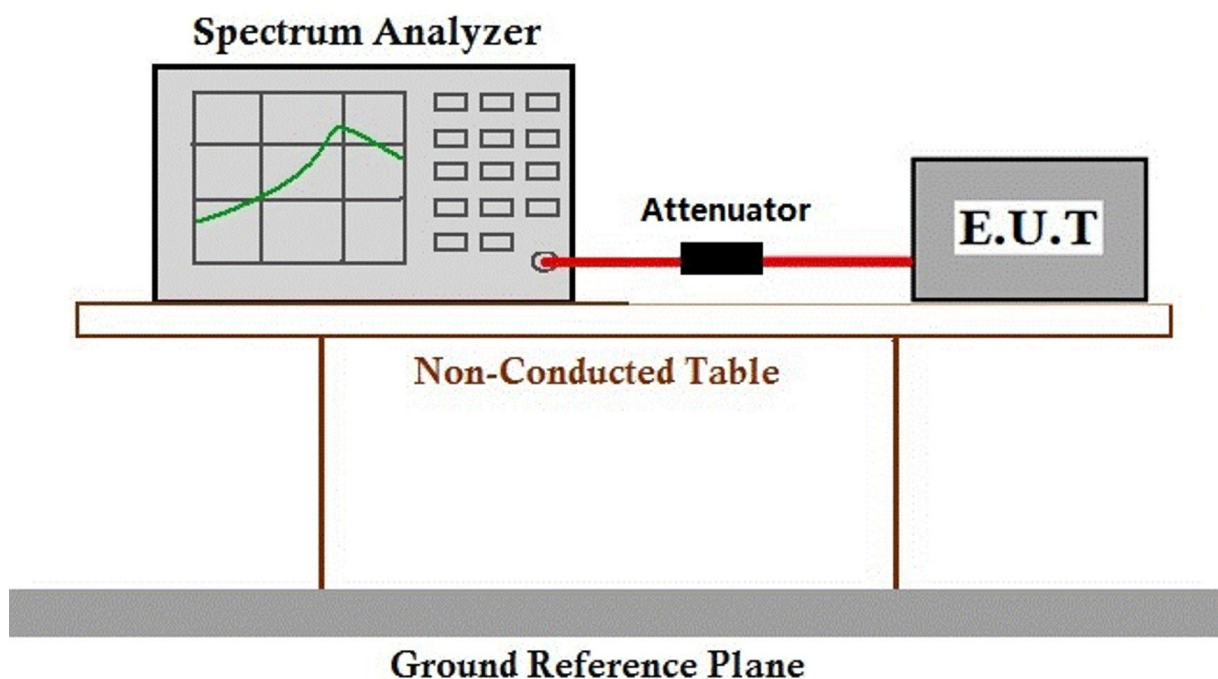 Spectrum Analyzer
Attenuator
E.U.T
Non-Conducted Table
Ground Reference Plane